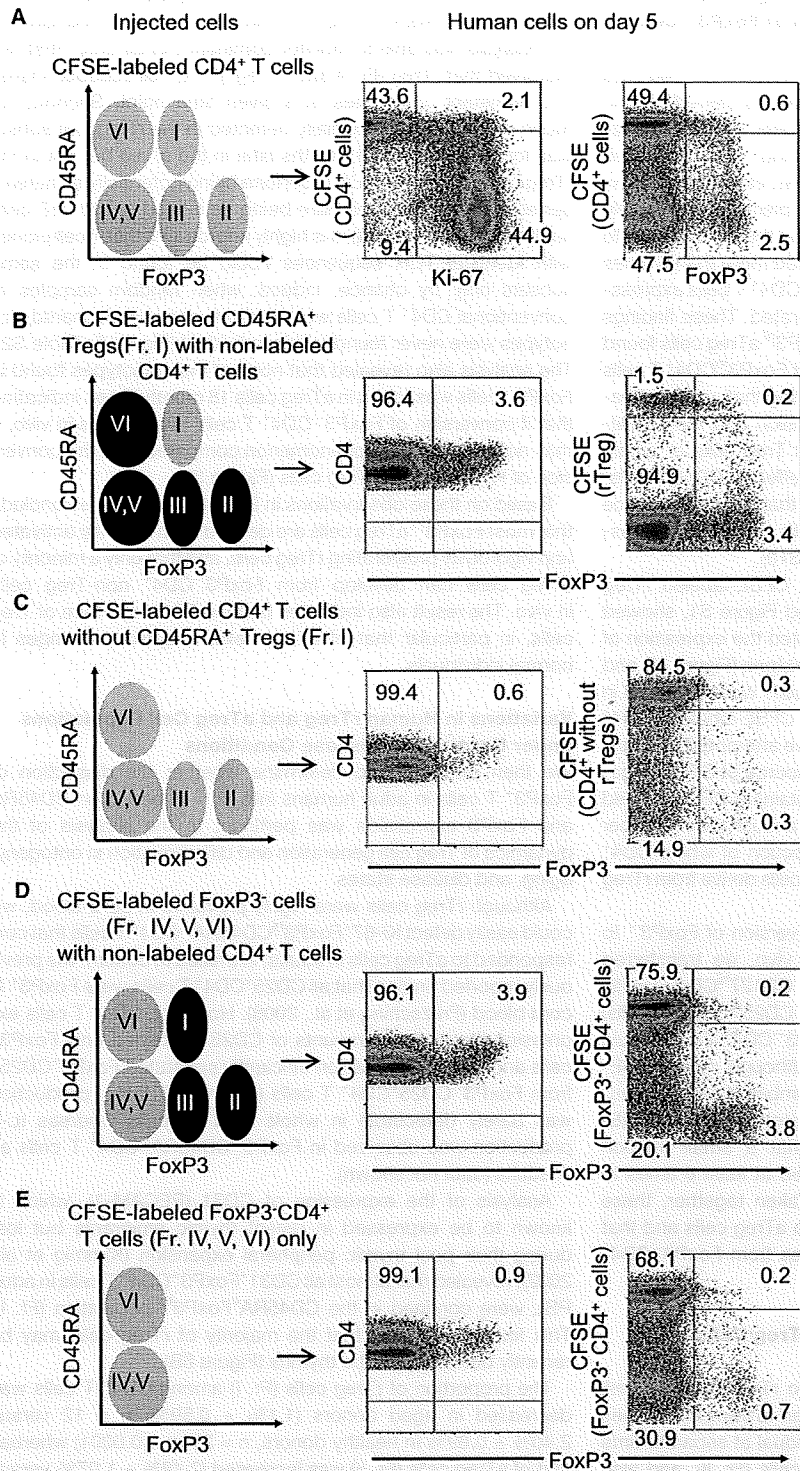 A
Injected cells
Human cells on day 5
CFSE-labeled CD4+ T cells
CD45RA
VI
I
IV,V
III
II
FoxP3
CFSE
(CD4+ cells)
43.6
2.1
9.4
44.9
Ki-67
CFSE
(CD4+ cells)
49.4
0.6
47.5
2.5
FoxP3
B
CFSE-labeled CD45RA+
Tregs(Fr. I) with non-labeled
CD4+ T cells
CD45RA
VI
I
IV,V
III
II
FoxP3
CD4
96.4
3.6
CFSE
(rTreg)
1.5
0.2
94.9
3.4
FoxP3
C
CFSE-labeled CD4+ T cells
without CD45RA+ Tregs (Fr. I)
CD45RA
VI
IV,V
III
II
FoxP3
CD4
99.4
0.6
CFSE
(CD4+ without
rTregs)
84.5
0.3
14.9
0.3
FoxP3
D
CFSE-labeled FoxP3- cells
(Fr. IV, V, VI)
with non-labeled CD4+ T cells
CD45RA
VI
I
IV,V
III
II
FoxP3
CD4
96.1
3.9
CFSE
(FoxP3- CD4+ cells)
75.9
0.2
20.1
3.8
FoxP3
E
CFSE-labeled FoxP3-CD4+
T cells (Fr. IV, V, VI) only
CD45RA
VI
IV,V
FoxP3
CD4
99.1
0.9
CFSE
(FoxP3- CD4+ cells)
68.1
0.2
30.9
0.7
FoxP3